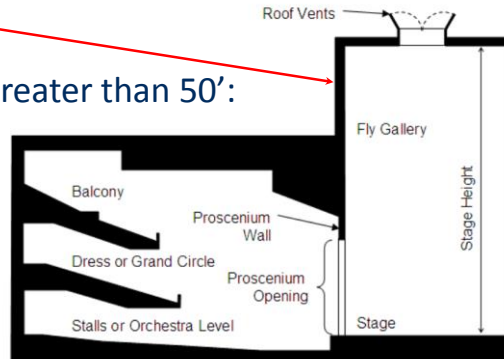 Roof Vents
reater than 50’:
Fly Gallery
Stage Height
Balcony
Proscenium
Wall
Dress or Grand Circle
Proscenium
Opening
Stalls or Orchestra Level
Stage